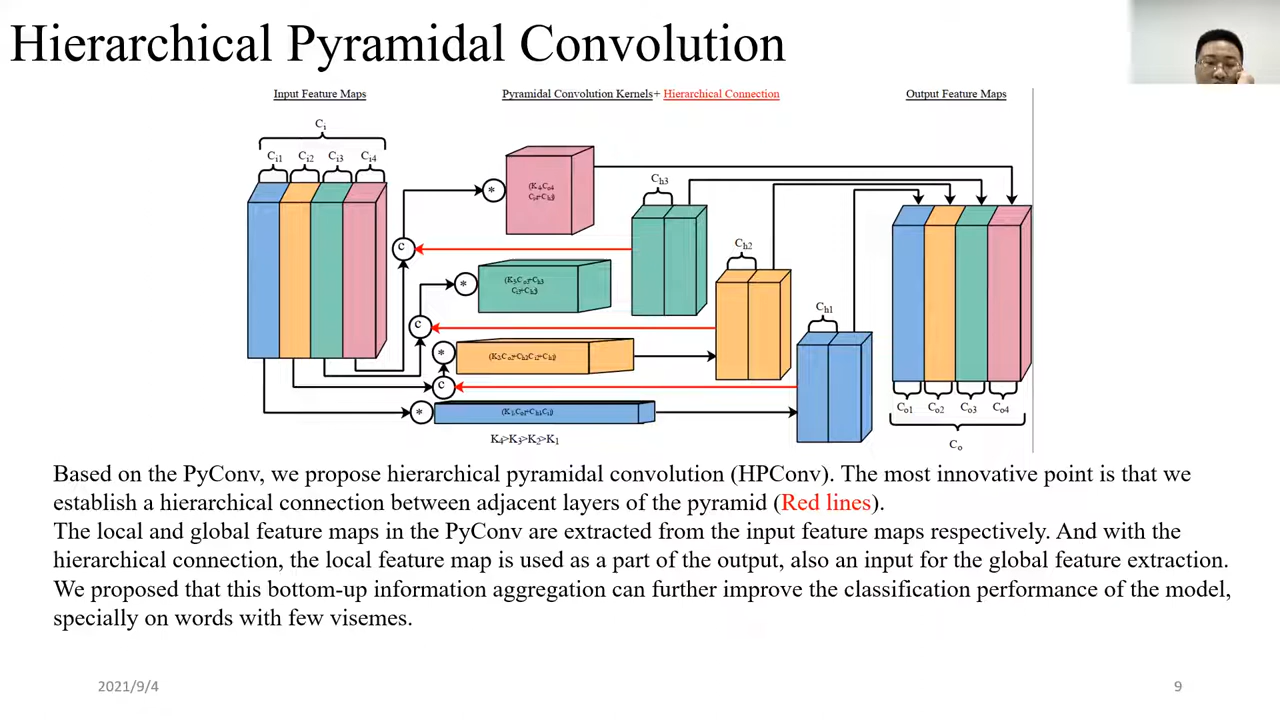 Hierarchical Pyramidal Convolution
Input Feature Maps
Pyramidal Convolution Kernels+ Hierarchical Connection
Output Feature Maps
Ci
Ci1 Ci2 Ci3 Ci4
Ch3
Ch2
Ch1
*
c
*
c
*
c
*
K4>K3>K2>K1
Co1 Co2 Co3 Co4
Co
Based on the PyConv, we propose hierarchical pyramidal convolution (HPConv). The most innovative point is that we
establish a hierarchical connection between adjacent layers of the pyramid (Red lines).
The local and global feature maps in the PyConv are extracted from the input feature maps respectively. And with the
hierarchical connection, the local feature map is used as a part of the output, also an input for the global feature extraction.
We proposed that this bottom-up information aggregation can further improve the classification performance of the model,
specially on words with few visemes.
2021/9/4
9